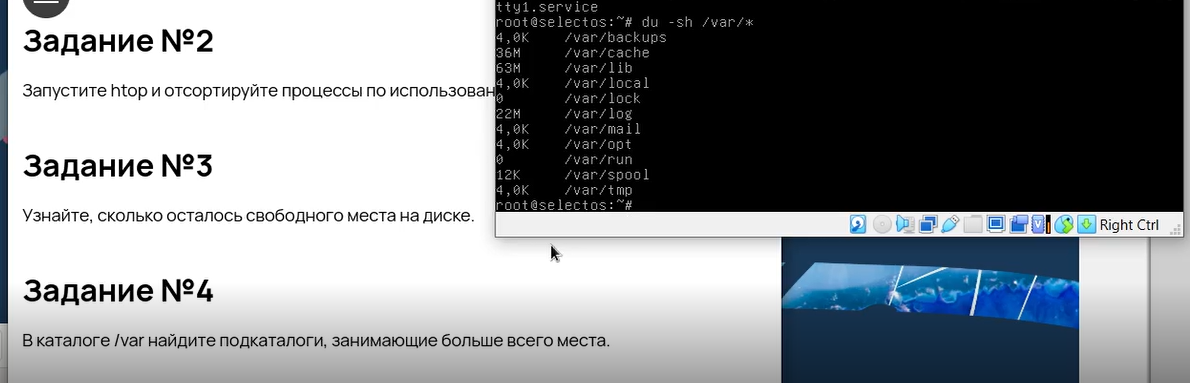 Задание №2
Запустите htop и отсортируйте процессы по использован
Задание №3
Узнайте, сколько осталось свободного места на диске.
Задание №4
В каталоге /var найдите подкаталоги, занимающие больше всего места.
tty1.service
root@selectos:~# du -sh /var/*
4,0K /var/backups
36M /var/cache
63M /var/lib
4,0K /var/local
0 /var/lock
22M /var/log
4,0K /var/mail
4,0K /var/opt
0 /var/run
12K /var/spool
4,0K /var/tmp
root@selectos:~#
Right Ctrl